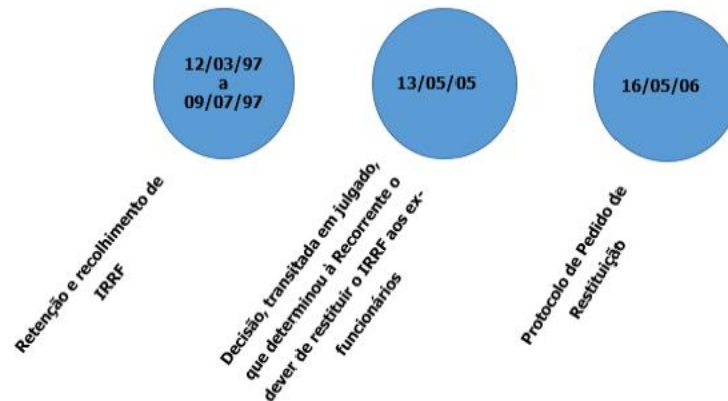 12/03/97
a
09/07/97
13/05/05
16/05/06
Retenção e recolhimento de
IRRF
Decisão, transitada em julgado,
que determinou à Recorrente o
dever de restituir o IRRF aos ex-
funcionários
Protocolo de Pedido de
Restituição